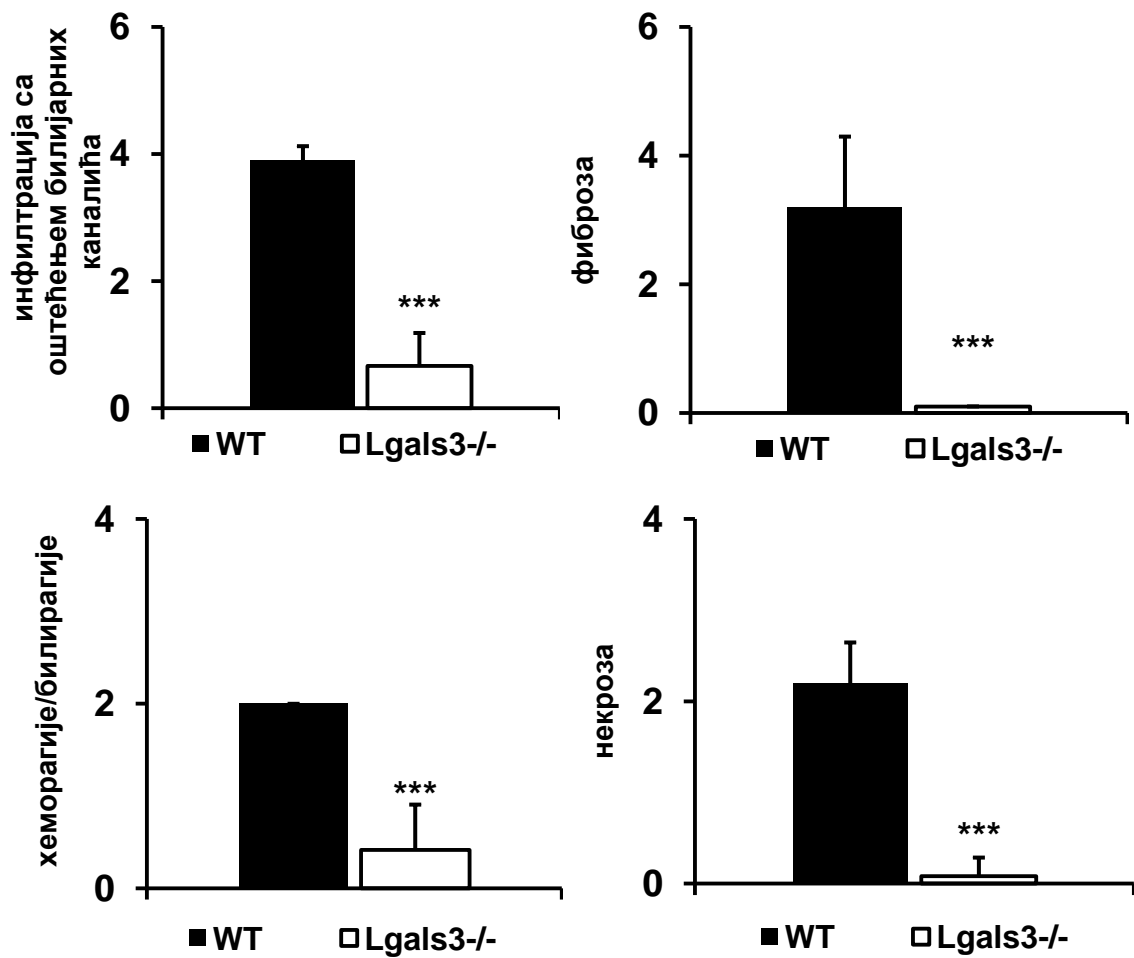 инфилтрација са
оштећењем билијарних
каналића
6
4
2
0
***
WT Lgals3-/-
фиброза
6
4
2
0
***
WT Lgals3-/-
хеморагије/билирагије
4
2
0
***
WT Lgals3-/-
некроза
4
2
0
***
WT Lgals3-/-